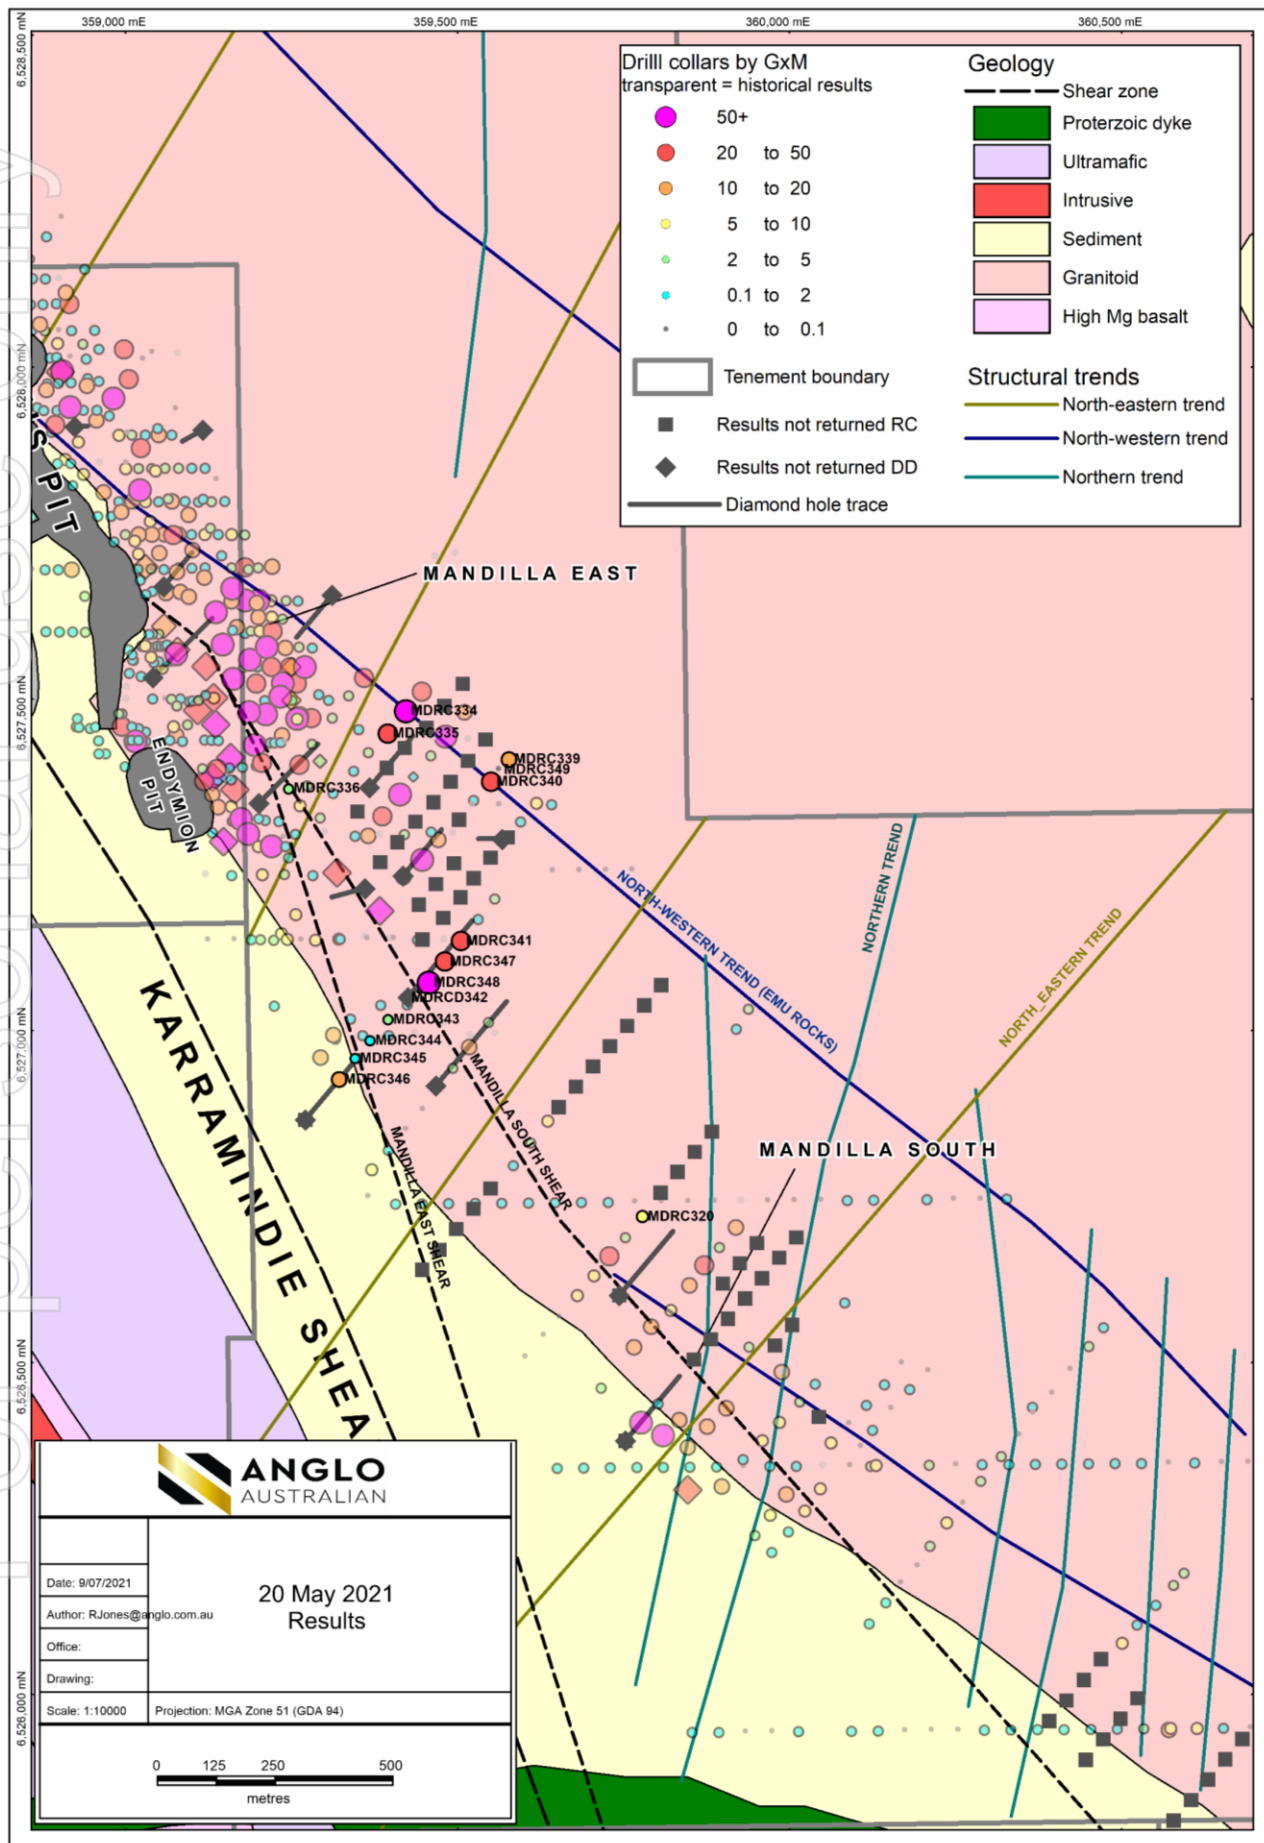 359,000 mE
359,500 mE
360,000 mE
360,500 mE
6,528,500 mN
6,528,000 mN
6,527,500 mN
6,527,000 mN
6,526,500 mN
6,526,000 mN
Drilll collars by GxM
transparent = historical results
50+
20 to 50
10 to 20
5 to 10
2 to 5
0.1 to 2
0 to 0.1
Tenement boundary
Results not returned RC
Results not returned DD
Diamond hole trace
Geology
Shear zone
Proterzoic dyke
Ultramafic
Intrusive
Sediment
Granitoid
High Mg basalt
Structural trends
North-eastern trend
North-western trend
Northern trend
S PIT
MANDILLA EAST
ENDYMION
PIT
MDRC334
MDRC335
MDRC339
MDRC349
MDRC340
MDRC336
NORTH-WESTERN TREND (EMU ROCKS)
NORTHERN TREND
NORTH_EASTERN TREND
MDRC341
MDRC347
MDRC348
MDRCD342
MDRC343
MDRC344
MDRC345
MDRC346
KARRAMINDIE SHEA
MANDILLA EAST SHEAR
MANDILLA SOUTH SHEAR
MANDILLA SOUTH
MDRC320
ANGLO
AUSTRALIAN
20 May 2021
Results
Date: 9/07/2021
Author: RJones@anglo.com.au
Office:
Drawing:
Scale: 1:10000
Projection: MGA Zone 51 (GDA 94)
0 125 250 500
metres